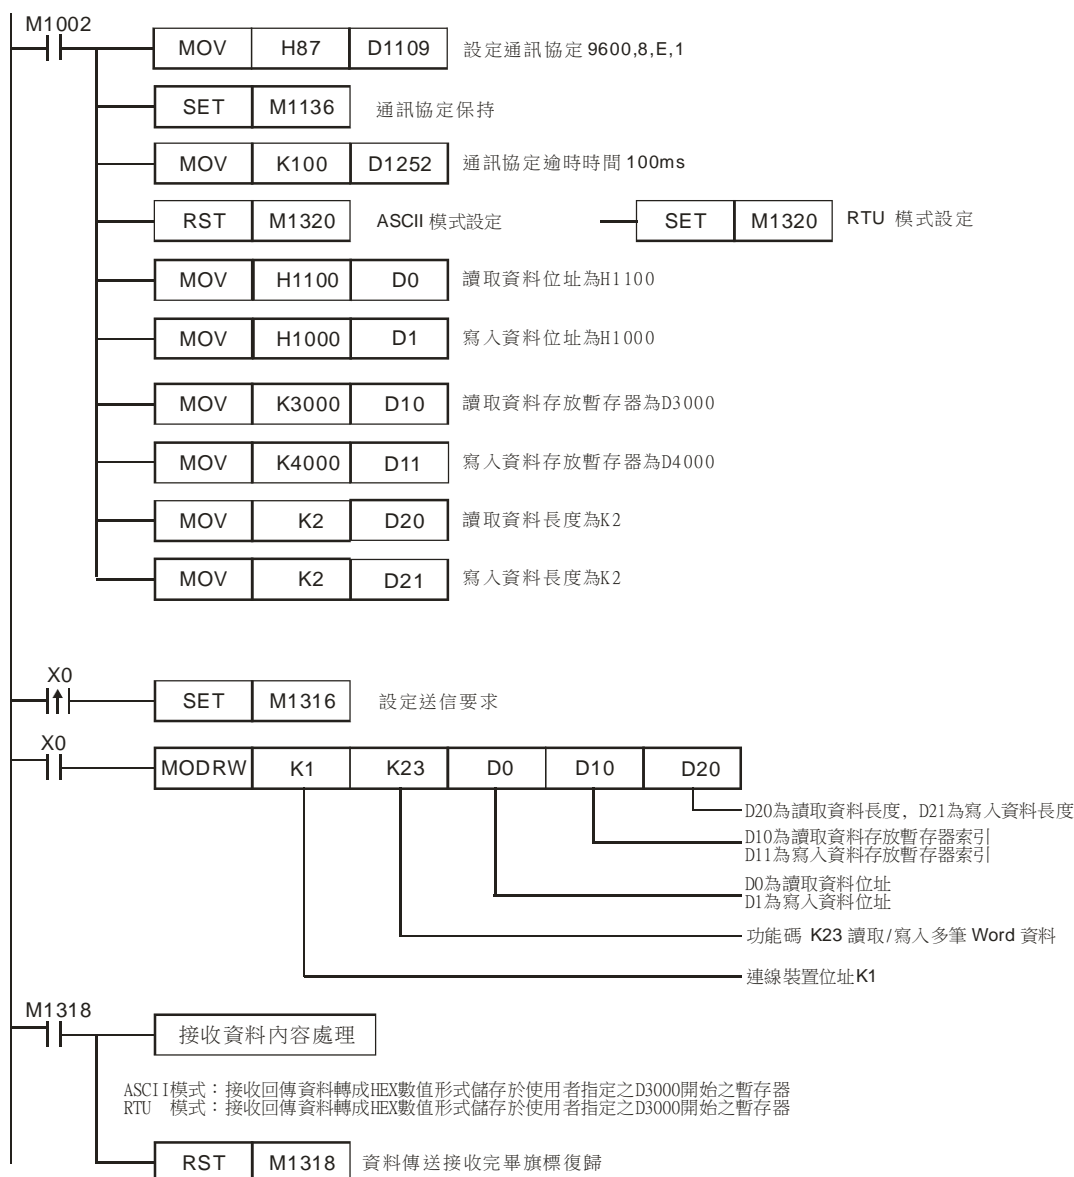 M1002
MOV H87 D1109 設定通訊協定 9600,8,E,1
SET M1136 通訊協定保持
MOV K100 D1252 通訊協定逾時時間 100ms
RST M1320 ASCII 模式設定 SET M1320 RTU 模式設定
MOV H1100 D0 讀取資料位址為H1100
MOV H1000 D1 寫入資料位址為H1000
MOV K3000 D10 讀取資料存放暫存器為D3000
MOV K4000 D11 寫入資料存放暫存器為D4000
MOV K2 D20 讀取資料長度為K2
MOV K2 D21 寫入資料長度為K2
X0
SET M1316 設定送信要求
X0
MODRW K1 K23 D0 D10 D20
D20為讀取資料長度, D21為寫入資料長度
D10為讀取資料存放暫存器索引
D11為寫入資料存放暫存器索引
D0為讀取資料位址
D1為寫入資料位址
功能碼 K23 讀取/寫入多筆 Word 資料
連線裝置位址K1
M1318
接收資料內容處理
ASCII模式：接收回傳資料轉成HEX數值形式儲存於使用者指定之D3000開始之暫存器
RTU 模式：接收回傳資料轉成HEX數值形式儲存於使用者指定之D3000開始之暫存器
RST M1318 資料傳送接收完畢旗標復歸